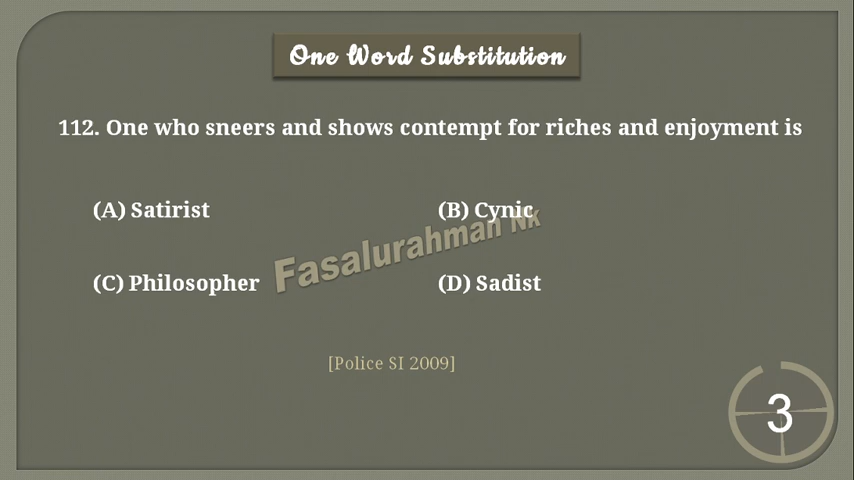 One Word Substitution
112. One who sneers and shows contempt for riches and enjoyment is
(A) Satirist
(B) Cynic
(C) Philosopher
(D) Sadist
Fasalurahman Nk
[Police SI 2009]
3